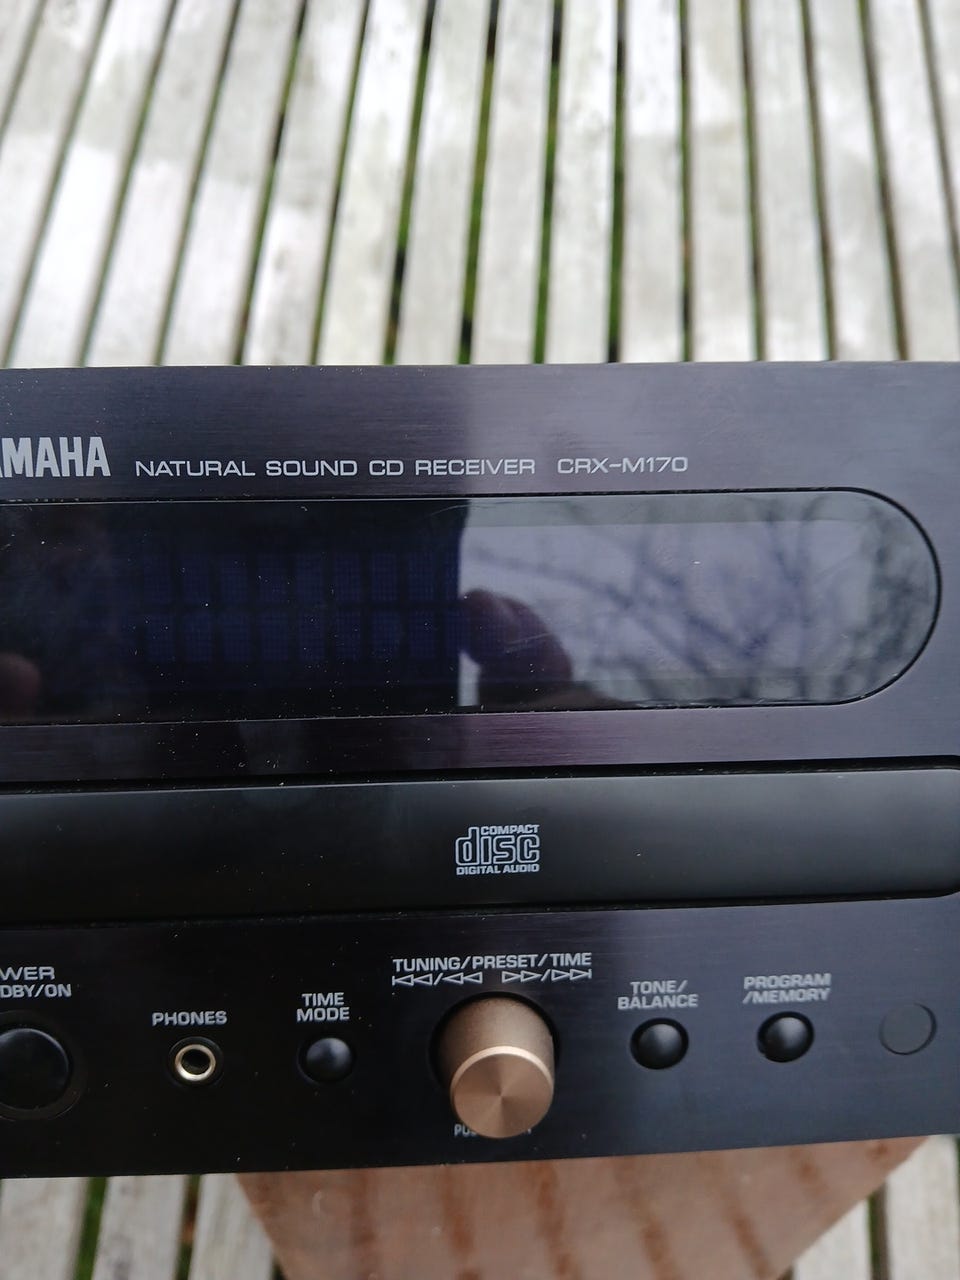 AMAHA NATURAL SOUND CD RECEIVER CRX-M170
COMPACT
disc
DIGITAL AUDIO
WER
DBY/ON
PHONES
TIME
MODE
TUNING/PRESET/TIME
TONE/
BALANCE
PROGRAM
/MEMORY